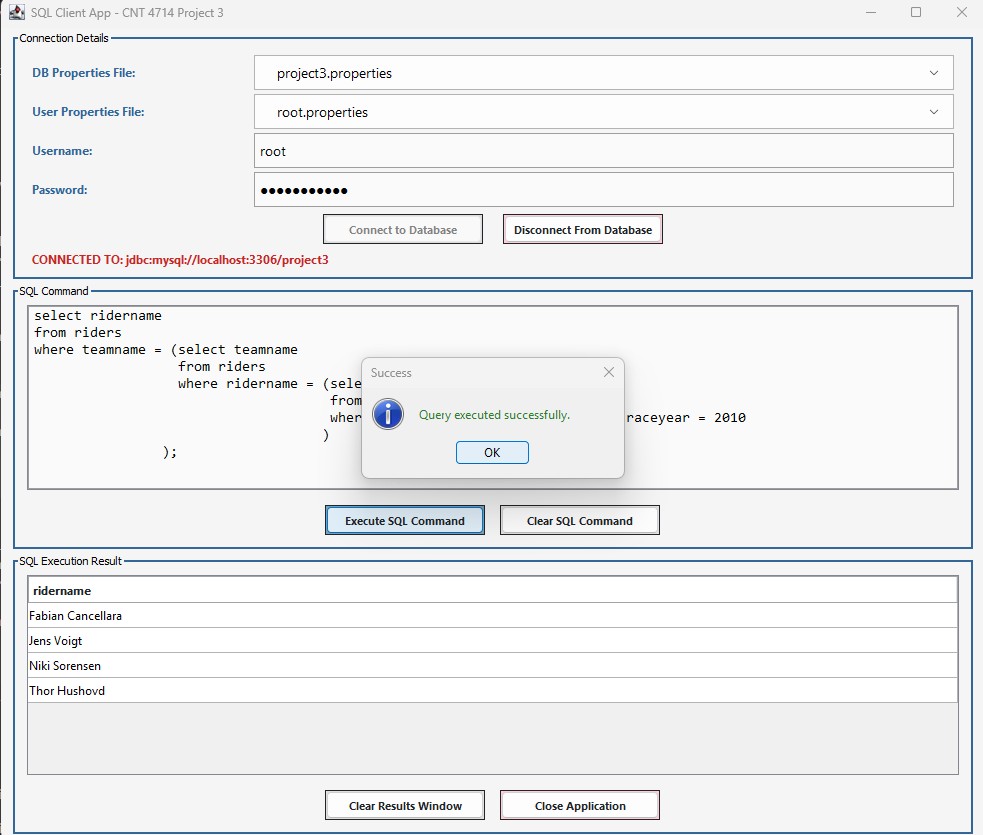 SQL Client App - CNT 4714 Project 3
Connection Details
DB Properties File:
project3.properties
User Properties File:
root.properties
Username:
root
Password:
●●●●●●●●●●●
Connect to Database
Disconnect From Database
CONNECTED TO: jdbc:mysql://localhost:3306/project3
SQL Command
select ridername
from riders
where teamname = (select teamname
from riders
where ridername = (sele
from
wher
raceyear = 2010
)
);
Success
Query executed successfully.
OK
Execute SQL Command
Clear SQL Command
SQL Execution Result
ridername
Fabian Cancellara
Jens Voigt
Niki Sorensen
Thor Hushovd
Clear Results Window
Close Application